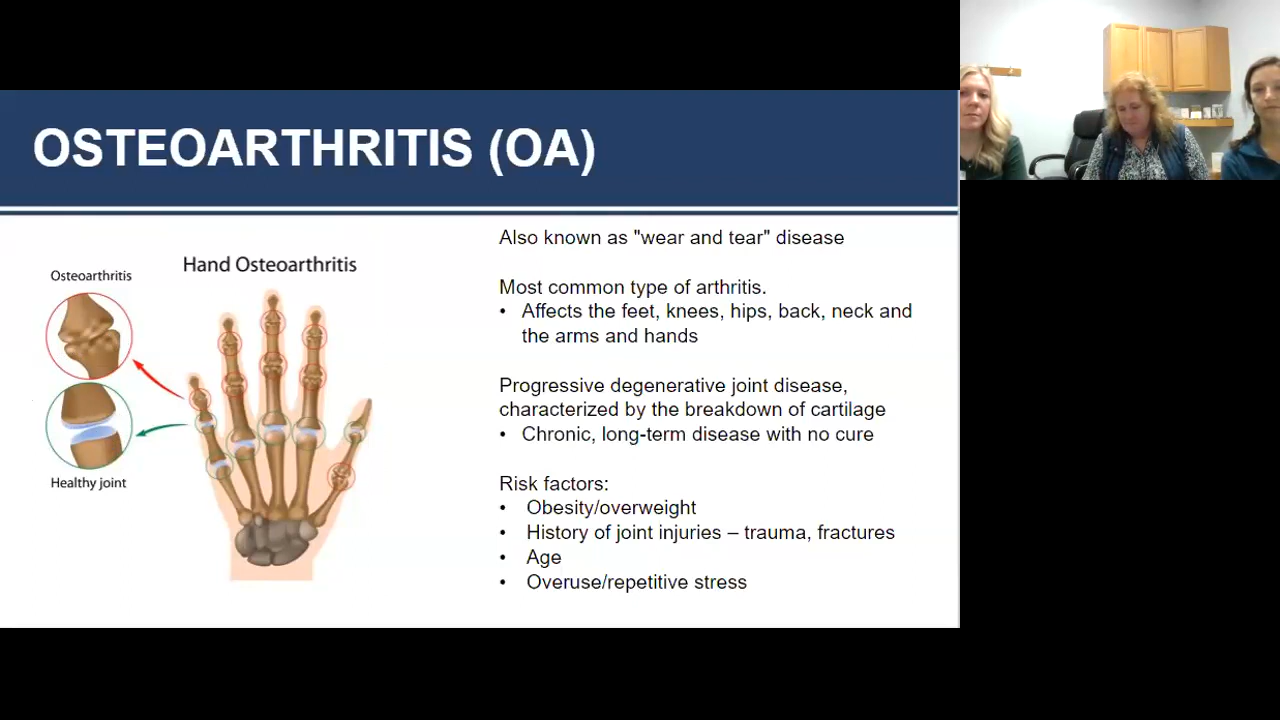 OSTEOARTHRITIS (OA)
Hand Osteoarthritis
Osteoarthritis
Healthy joint
Also known as "wear and tear" disease
Most common type of arthritis.
• Affects the feet, knees, hips, back, neck and
the arms and hands
Progressive degenerative joint disease,
characterized by the breakdown of cartilage
• Chronic, long-term disease with no cure
Risk factors:
• Obesity/overweight
• History of joint injuries – trauma, fractures
• Age
• Overuse/repetitive stress